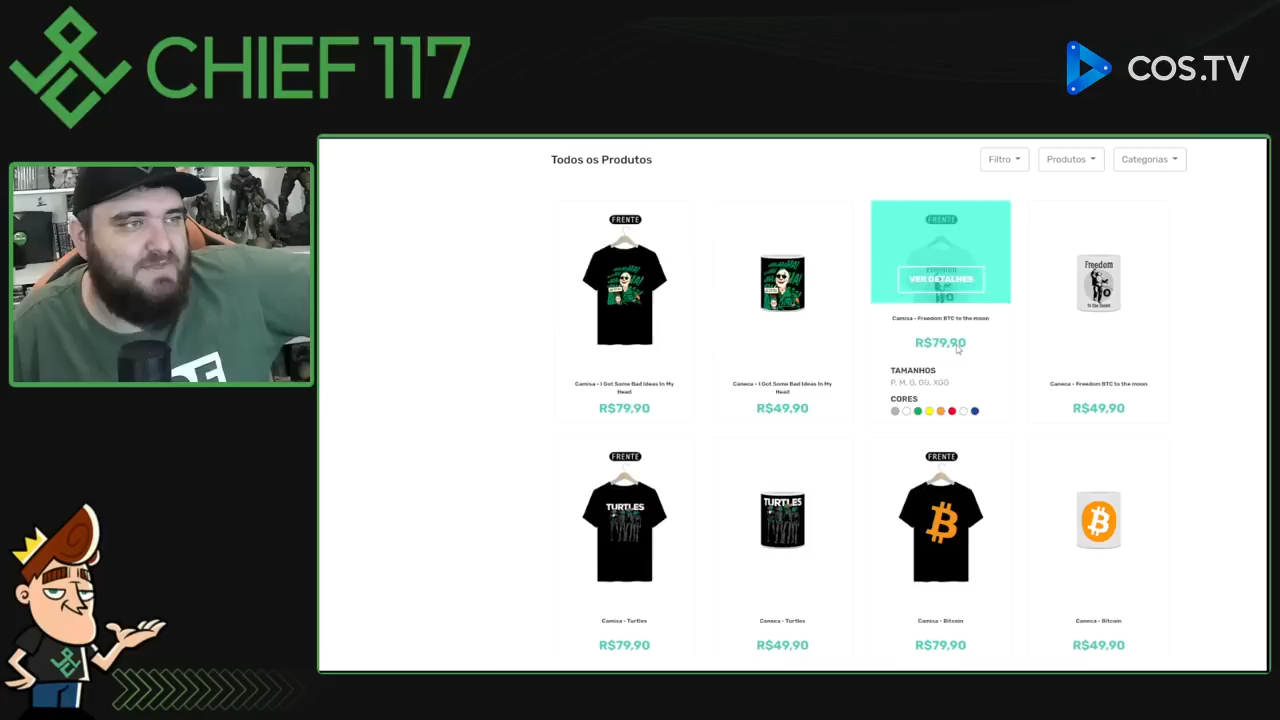 CHIEF 117
COS.TV
Todos os Produtos
Filtro
Produtos
Categorias
FRENTE
FRENTE
VER DETALHES
Freedom
to the moon
Camisa - I Got Some Bad Ideas In My
Head
R$79,90
Caneca - I Got Some Bad Ideas In My
Head
R$49,90
Camisa - Freedom BTC to the moon
R$79,90
TAMANHOS
P, M, G, GG, XGG
CORES
Caneca - Freedom BTC to the moon
R$49,90
FRENTE
TURTLES
TURTLES
FRENTE
Camisa - Turtles
R$79,90
Caneca - Turtles
R$49,90
Camisa - Bitcoin
R$79,90
Caneca - Bitcoin
R$49,90